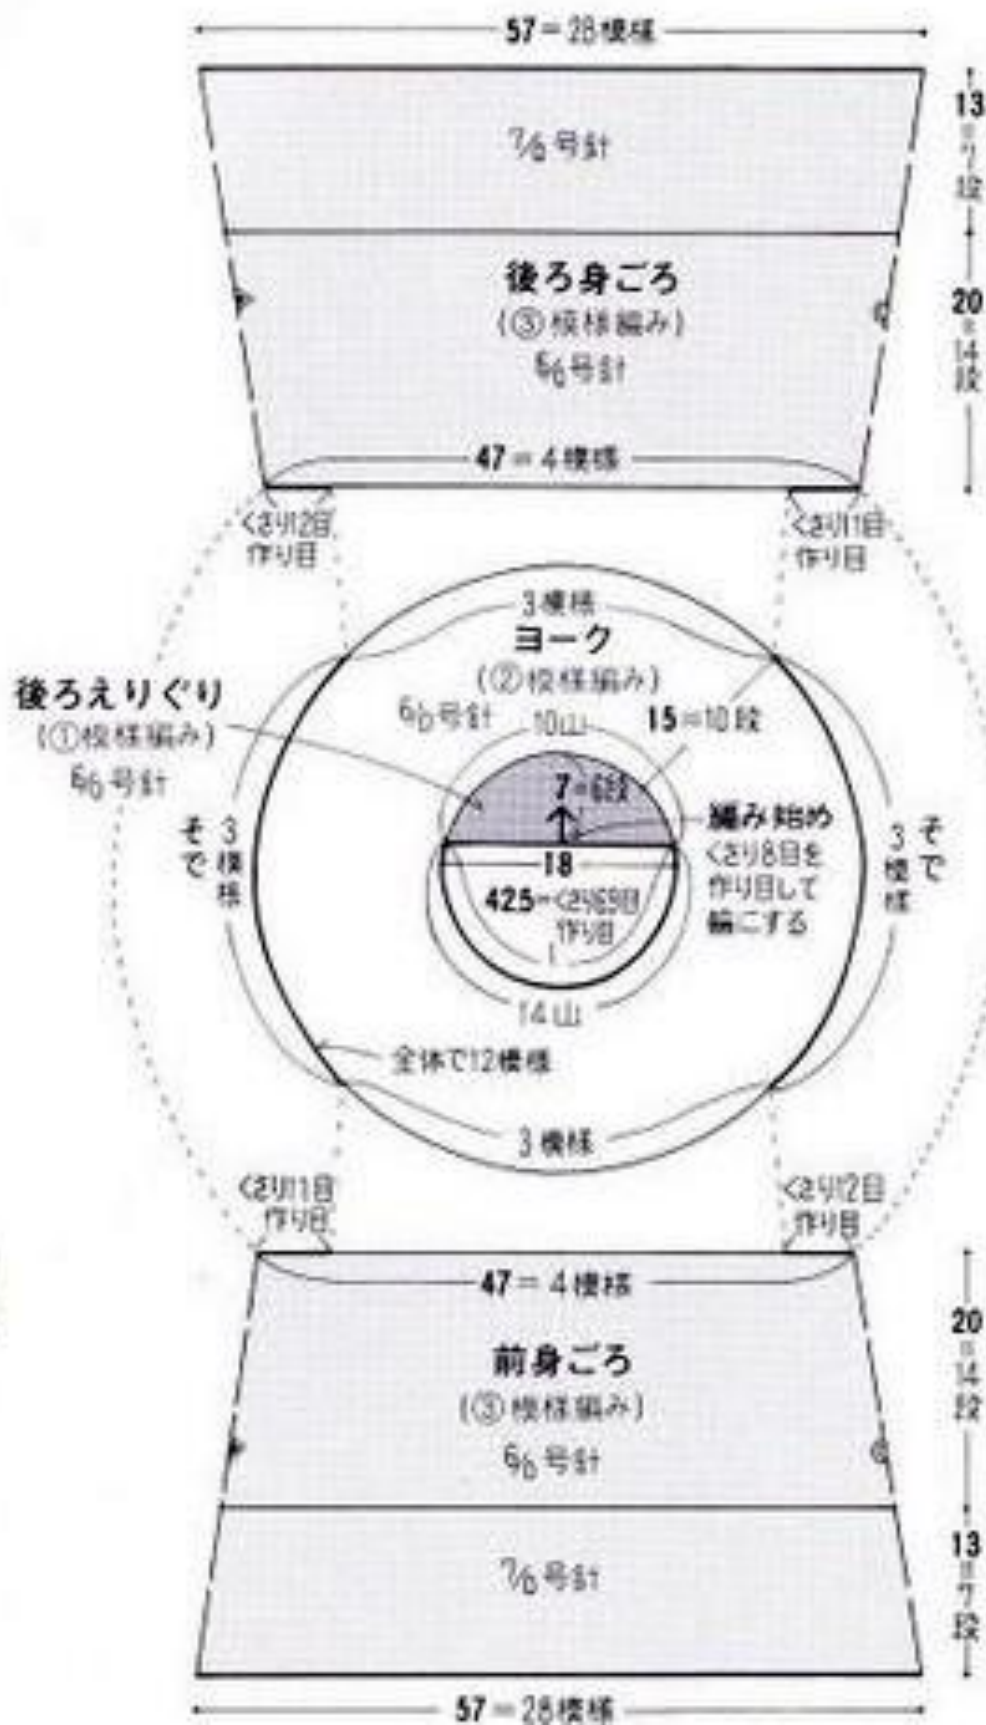 57＝28模様
7/0号針
13＝7段
後ろ身ごろ
(③模様編み)
6/0号針
20＝14段
47＝4模様
くさり12目
作り目
くさり11目
作り目
3模様
ヨーク
(②模様編み)
6/0号針
10山
15＝10段
後ろえりぐり
(①模様編み)
6/0号針
7＝6段
編み始め
くさり8目を
作り目して
輪にする
18
42.5＝くさり69目
作り目
そで
3模様
そで
3模様
14山
全体で12模様
3模様
くさり11目
作り目
くさり12目
作り目
47＝4模様
前身ごろ
(③模様編み)
6/0号針
20＝14段
7/0号針
13＝7段
57＝28模様